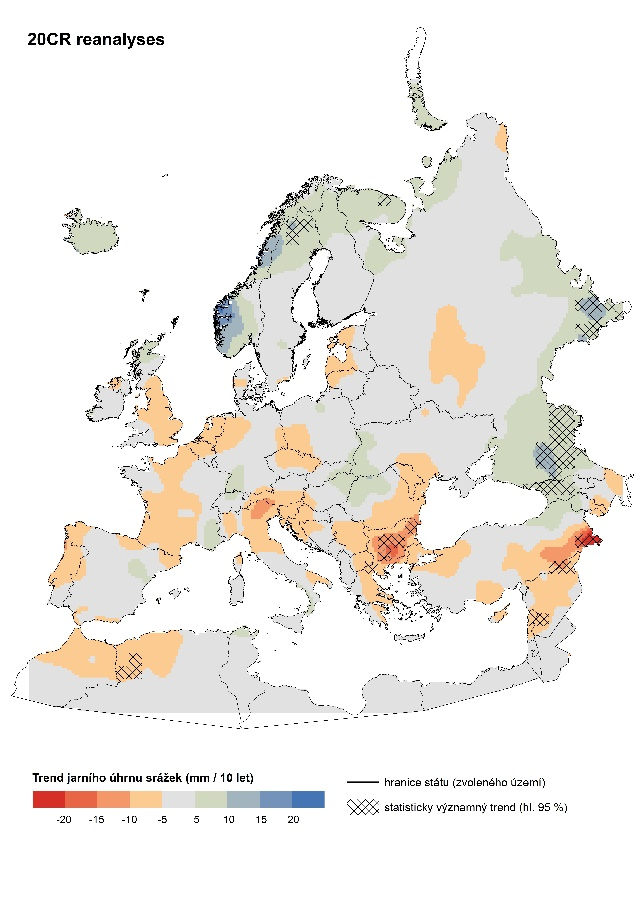 20CR reanalyses
Trend jarního úhrnu srážek (mm / 10 let)
-20 -15 -10 -5 5 10 15 20
hranice státu (zvoleného území)
statisticky významný trend (hl. 95 %)